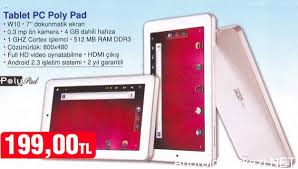 Tablet PC Poly Pad
• W10 • 7" dokunmatik ekran
• 0.3 mp ön kamera • 4 GB dahili hafıza
• 1 GHZ Cortex işlemci • 512 MB RAM DDR3
• Çözünürlük: 800x480
• Full HD video oynatabilme • HDMI çıkış
• Android 2.3 işletim sistemi • 2 yıl garantili
PolyPad
199,00TL